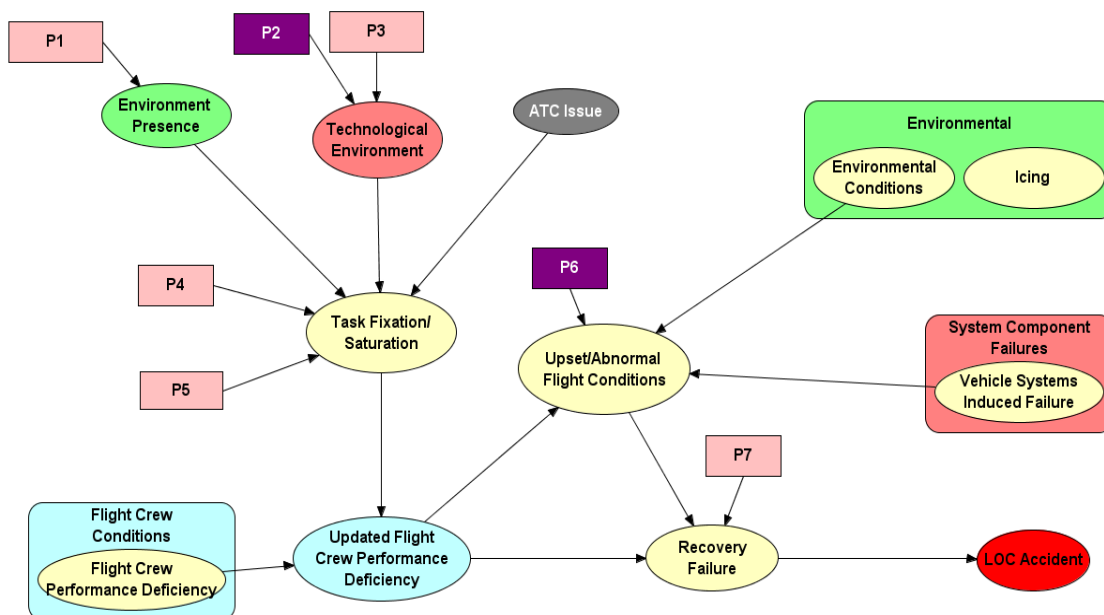 P1
P2
P3
Environment
Presence
Technological
Environment
ATC Issue
Environmental
Environmental
Conditions
Icing
P4
P6
Task Fixation/
Saturation
P5
Upset/Abnormal
Flight Conditions
System Component
Failures
Vehicle Systems
Induced Failure
P7
Flight Crew
Conditions
Flight Crew
Performance Deficiency
Updated Flight
Crew Performance
Deficiency
Recovery
Failure
LOC Accident